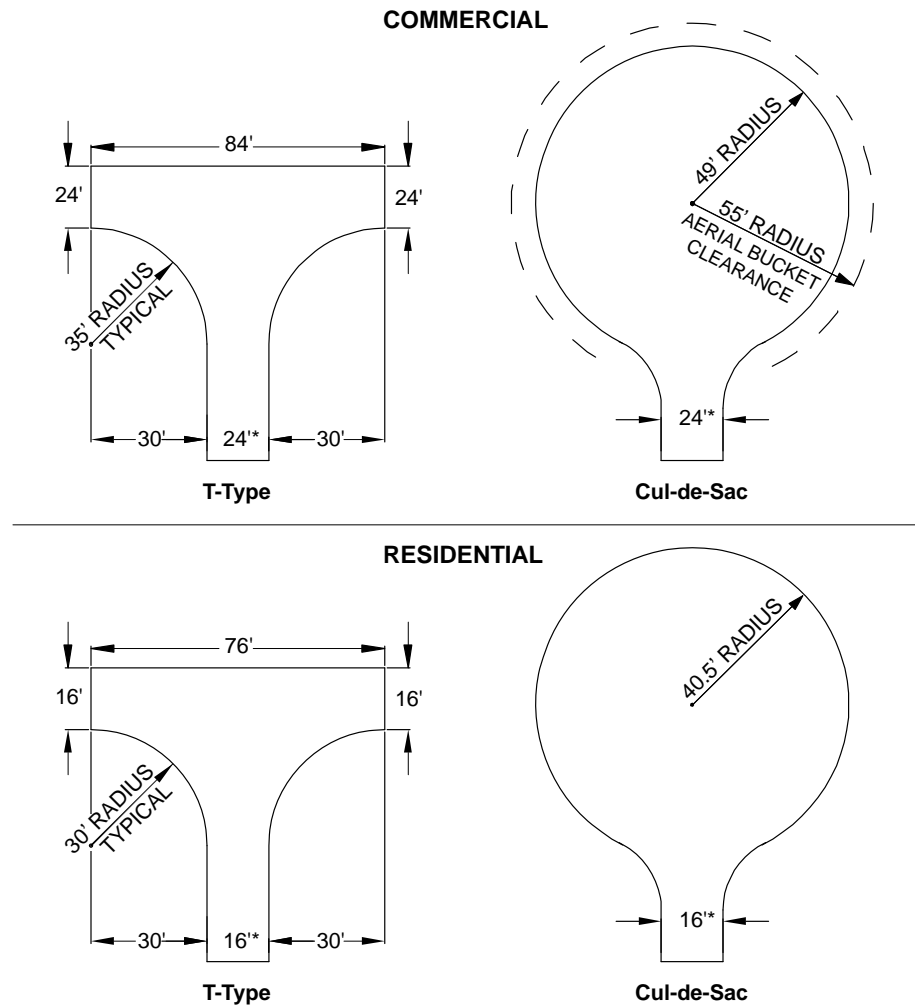 COMMERCIAL
84'
24'
24'
35' RADIUS
TYPICAL
30'
24'*
30'
T-Type
49' RADIUS
55' RADIUS
AERIAL BUCKET
CLEARANCE
24'*
Cul-de-Sac
RESIDENTIAL
76'
16'
16'
30' RADIUS
TYPICAL
30'
16'*
30'
T-Type
40.5' RADIUS
16'*
Cul-de-Sac